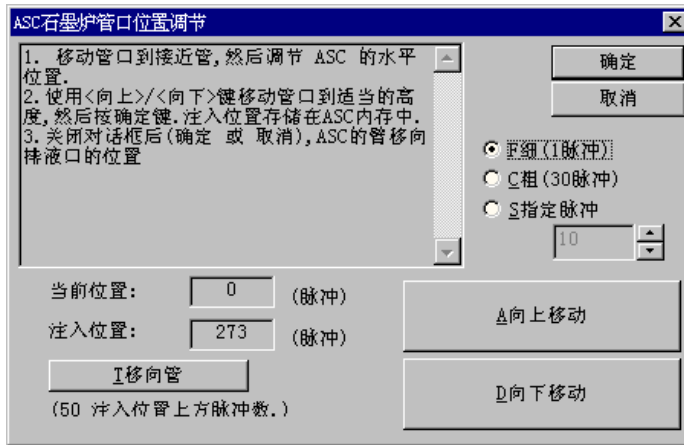 ASC石墨炉管口位置调节
1. 移动管口到接近管,然后调节 ASC 的水平
位置.
2.使用<向上>/<向下>键移动管口到适当的高
度,然后按确定键.注入位置存储在ASC内存中.
3.关闭对话框后(确定 或 取消),ASC的臂移向
排液口的位置
确定
取消
F细(1脉冲)
C粗(30脉冲)
S指定脉冲
10
当前位置: 0 (脉冲)
注入位置: 273 (脉冲)
T移向管
(50 注入位置上方脉冲数.)
A向上移动
D向下移动